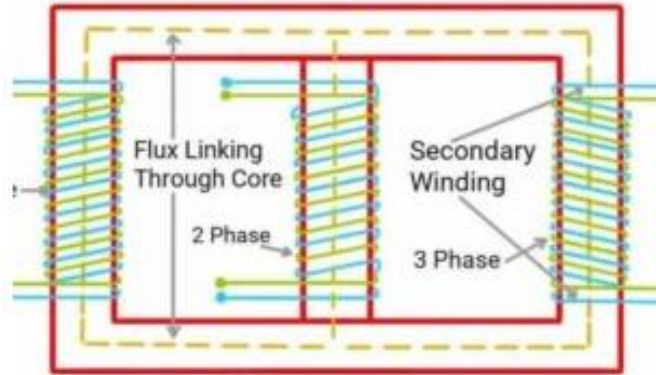 Flux Linking
Through Core
2 Phase
Secondary
Winding
3 Phase